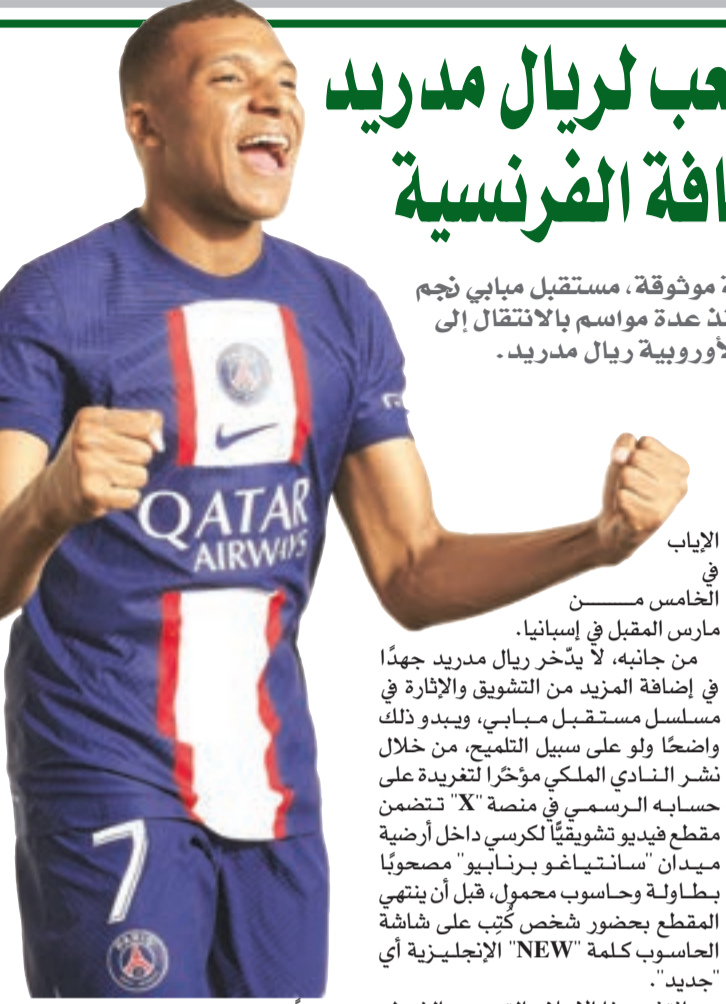 لريال مدريد
الفرنسية
موثوقة، مستقبل مبابي نجم
عدة مواسم بالانتقال إلى
الأوروبية ريال مدريد.
QATAR
AIRWAYS
7
PARIS
الإياب
في
الخامس مـــــن
مارس المقبل في إسبانيا.
من جانبه، لا يدّخر ريال مدريد جهدًا
في إضافة المزيد من التشويق والإثارة في
مسلسل مستقبل مبابي، ويبدو ذلك
واضحًا ولو على سبيل التلميح، من خلال
نشر النادي الملكي مؤخرًا لتغريدة على
حسابه الرسمي في منصة "X" تتضمن
مقطع فيديو تشويقيًّا لكرسي داخل أرضية
ميدان "سانتياغو برنابيو" مصحوبًا
بطاولة وحاسوب محمول، قبل أن ينتهي
المقطع بحضور شخص كُتِب على شاشة
الحاسوب كلمة "NEW" الإنجليزية أي
"جديد".